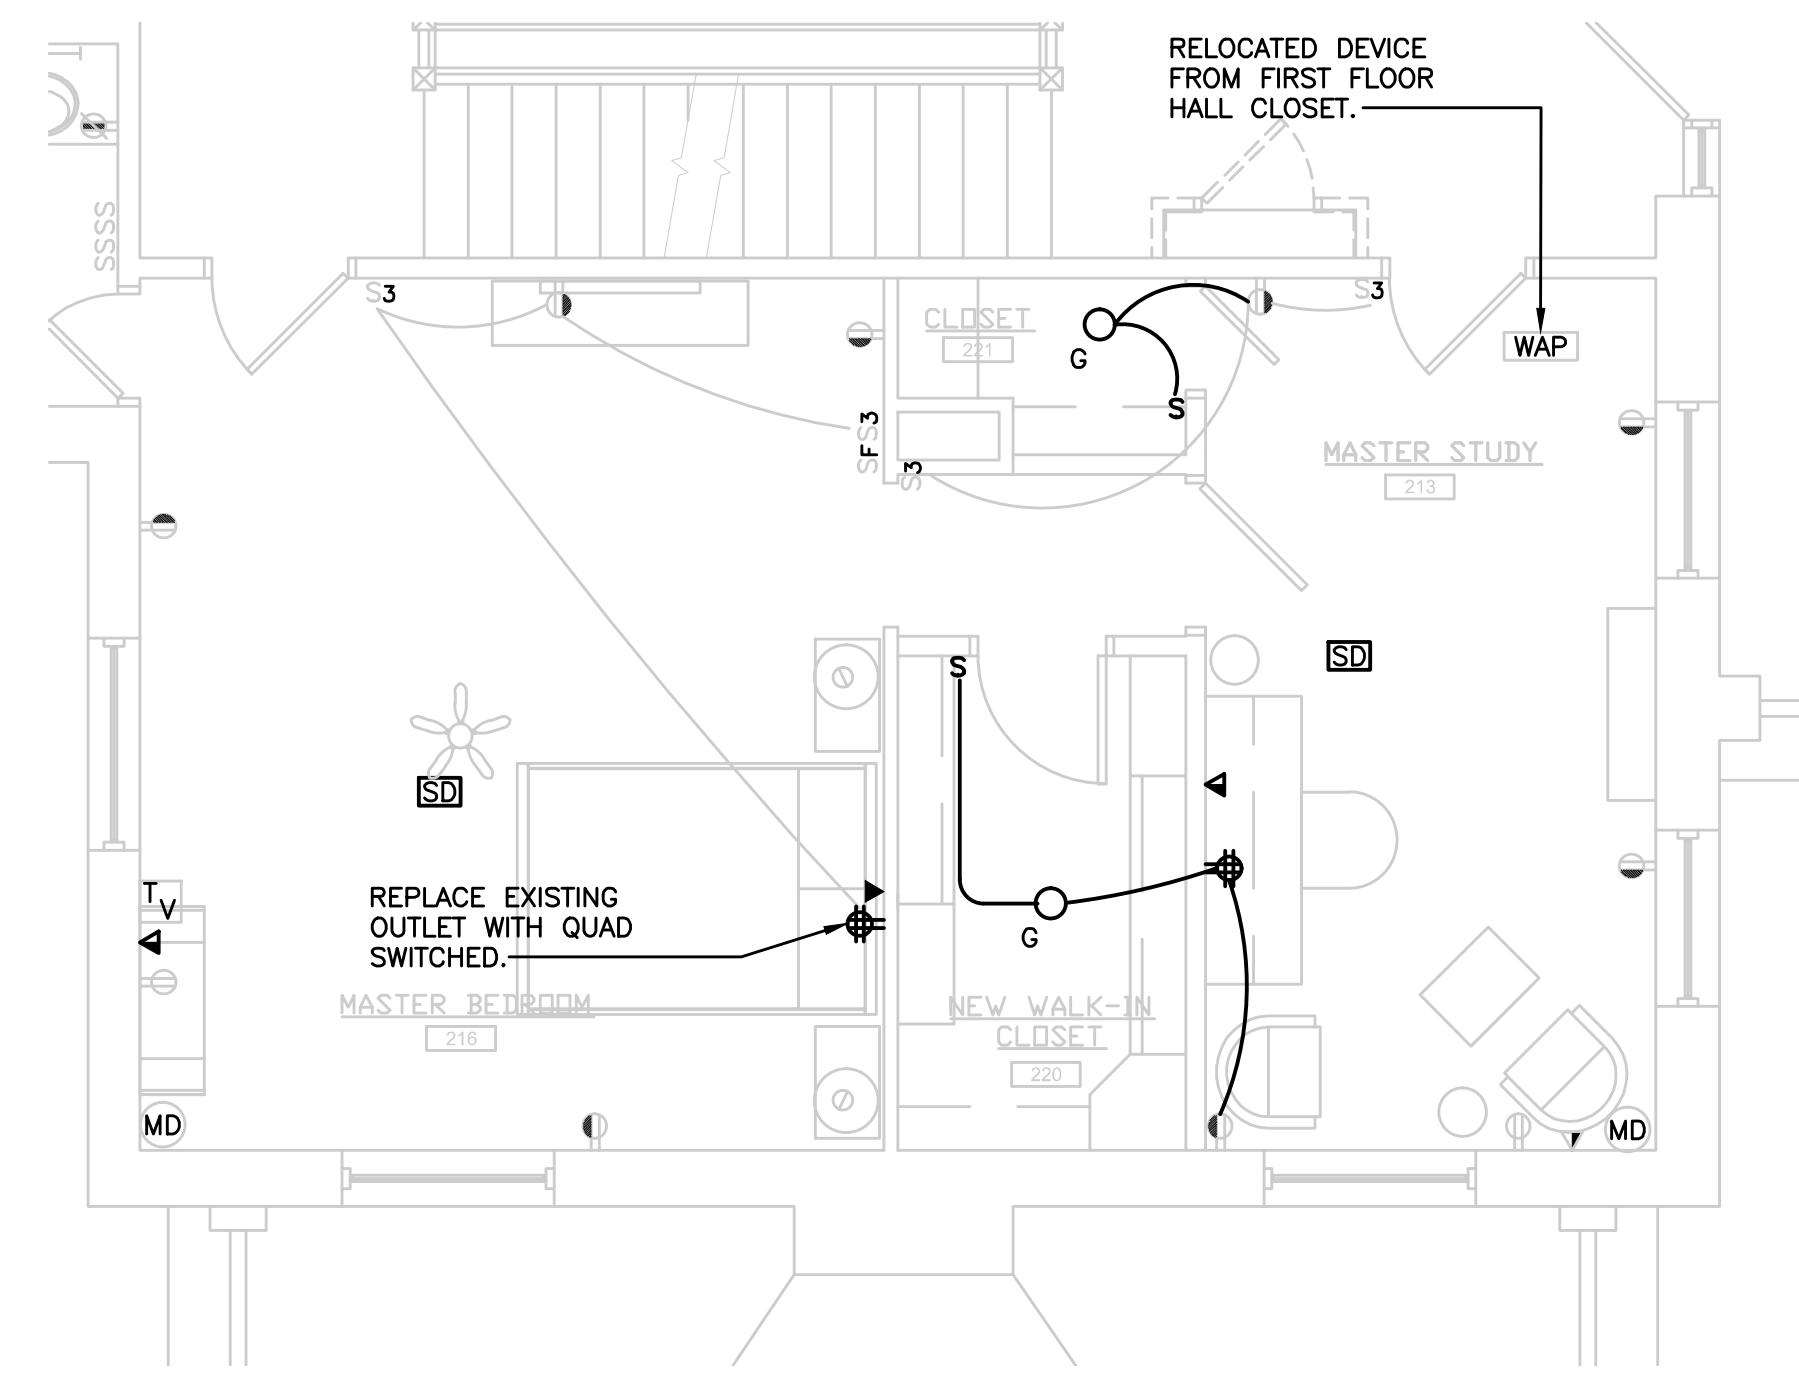 RELOCATED DEVICE
FROM FIRST FLOOR
HALL CLOSET.
SSSS
S3
CLOSET
221
G
S
S3
WAP
SFS3
S3
MASTER STUDY
213
S
SD
SD
T
V
REPLACE EXISTING
OUTLET WITH QUAD
SWITCHED.
G
MASTER BEDROOM
216
NEW WALK-IN
CLOSET
220
MD
MD